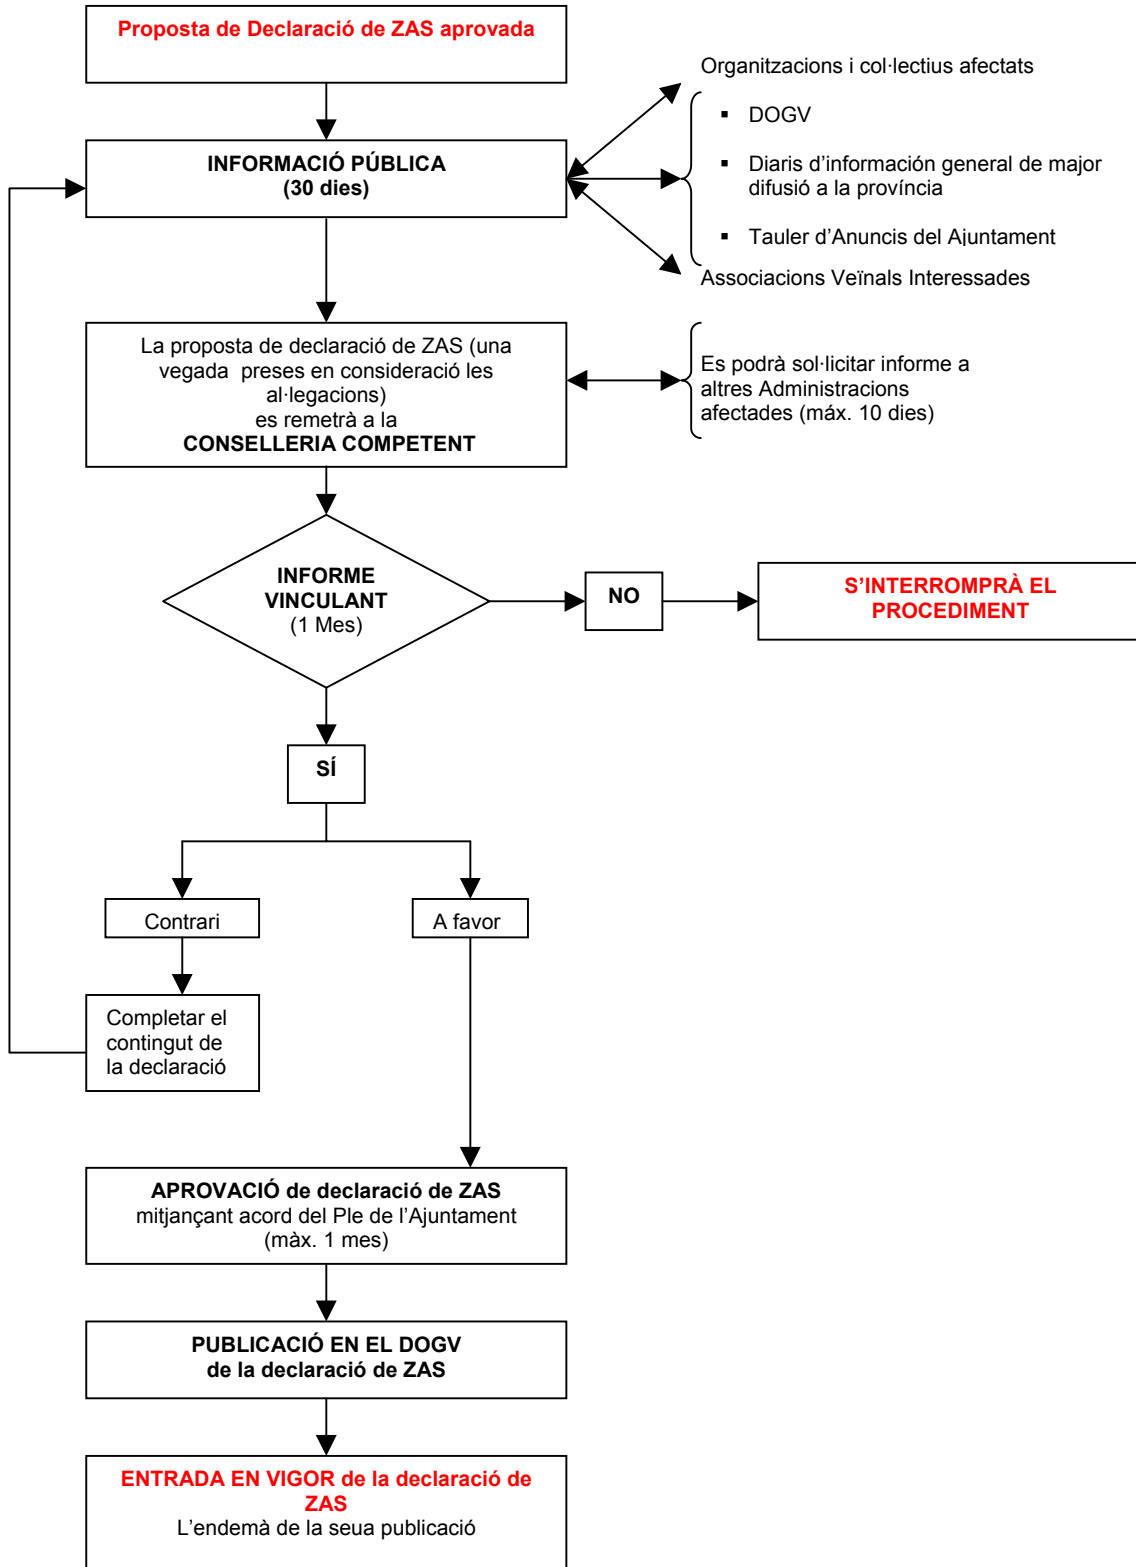 Proposta de Declaració de ZAS aprovada
Organitzacions i col·lectius afectats
▪ DOGV
▪ Diaris d’información general de major
difusió a la província
▪ Tauler d’Anuncis del Ajuntament
Associacions Veïnals Interessades
INFORMACIÓ PÚBLICA
(30 dies)
La proposta de declaració de ZAS (una
vegada preses en consideració les
al·legacions)
es remetrà a la
CONSELLERIA COMPETENT
Es podrà sol·licitar informe a
altres Administracions
afectades (máx. 10 dies)
INFORME
VINCULANT
(1 Mes)
NO
S’INTERROMPRÀ EL
PROCEDIMENT
SÍ
Contrari
A favor
Completar el
contingut de
la declaració
APROVACIÓ de declaració de ZAS
mitjançant acord del Ple de l’Ajuntament
(màx. 1 mes)
PUBLICACIÓ EN EL DOGV
de la declaració de ZAS
ENTRADA EN VIGOR de la declaració de
ZAS
L’endemà de la seua publicació